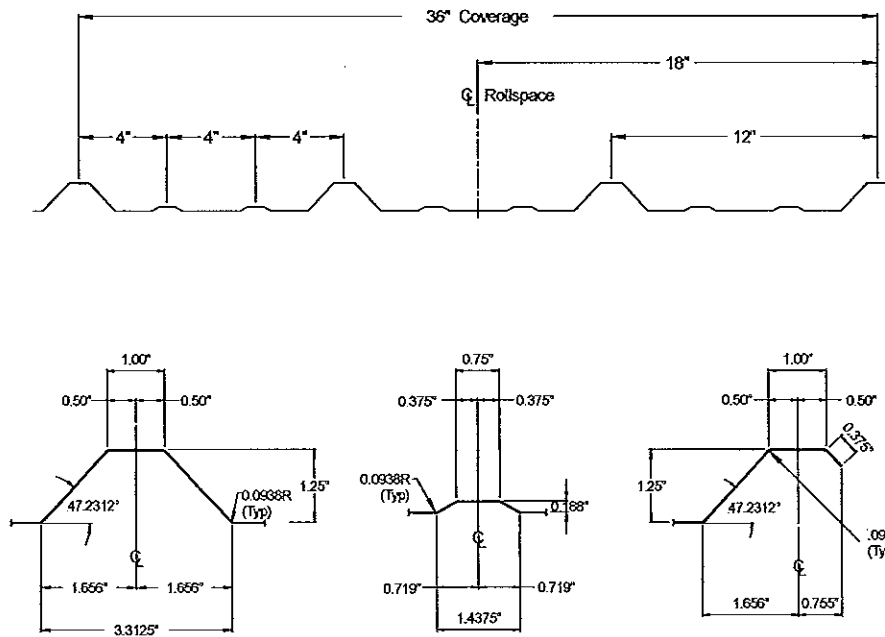 36" Coverage
18"
℄ Rollspace
4" 4" 4" 12"
1.00"
0.50" 0.50"
1.25"
47.2312°
0.0938R
(Typ)
℄
1.656" 1.656"
3.3125"
0.75"
0.375" 0.375"
0.0938R
(Typ)
0.188"
℄
0.719" 0.719"
1.4375"
1.00"
0.50" 0.50"
0.375"
1.25"
47.2312°
.09
(Ty
℄
1.656" 0.755"